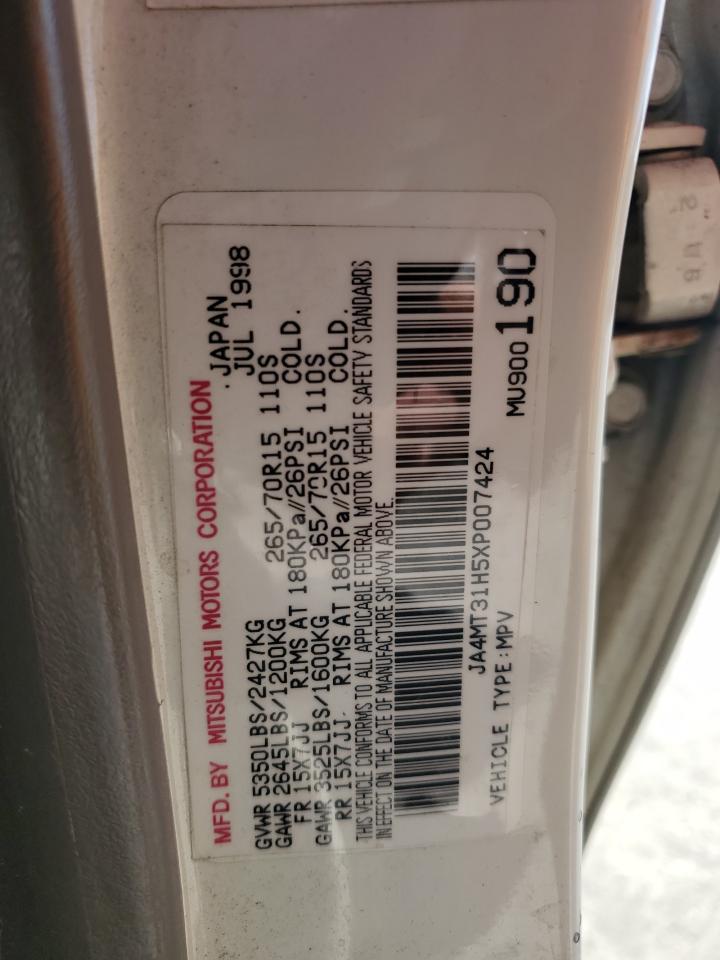 MFD. BY MITSUBISHI MOTORS CORPORATION
JAPAN
JUL 1998
GVWR 5350LBS/2427KG
GAWR 2645LBS/1200KG 265/70R15 110S
FR 15X7JJ RIMS AT 180KPa//26PSI COLD.
GAWR 3525LBS/1600KG 265/70R15 110S
RR 15X7JJ RIMS AT 180KPa//26PSI COLD.
THIS VEHICLE CONFORMS TO ALL APPLICABLE FEDERAL MOTOR VEHICLE SAFETY STANDARDS
IN EFFECT ON THE DATE OF MANUFACTURE SHOWN ABOVE.
JA4MT31H5XP007424
VEHICLE TYPE:MPV
MU900190